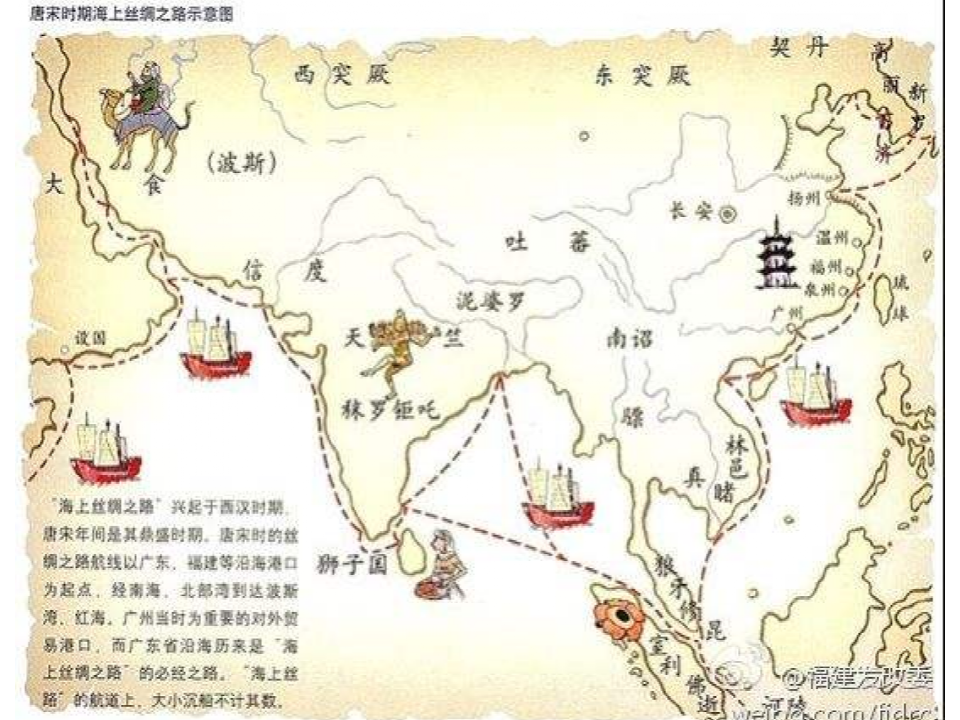 唐宋时期海上丝绸之路示意图
契丹
高丽
新罗
百济
西突厥
东突厥
(波斯)
大食
扬州
长安
温州
吐蕃
福州
泉州
琉球
信度
泥婆罗
广州
设国
天竺
南诏
秣罗钜吒
骠
林邑
真
"海上丝绸之路"兴起于西汉时期,
唐宋年间是其鼎盛时期。唐宋时的丝
绸之路航线以广东、福建等沿海港口
为起点,经南海、北部湾到达波斯
湾、红海。广州当时为重要的对外贸
易港口,而广东省沿海历来是"海
上丝绸之路"的必经之路。"海上丝
路"的航道上,大小沉船不计其数。
狮子国
狼牙修
昆
室利佛逝
诃陵
@福建发改委
weibo.com/fjdrc